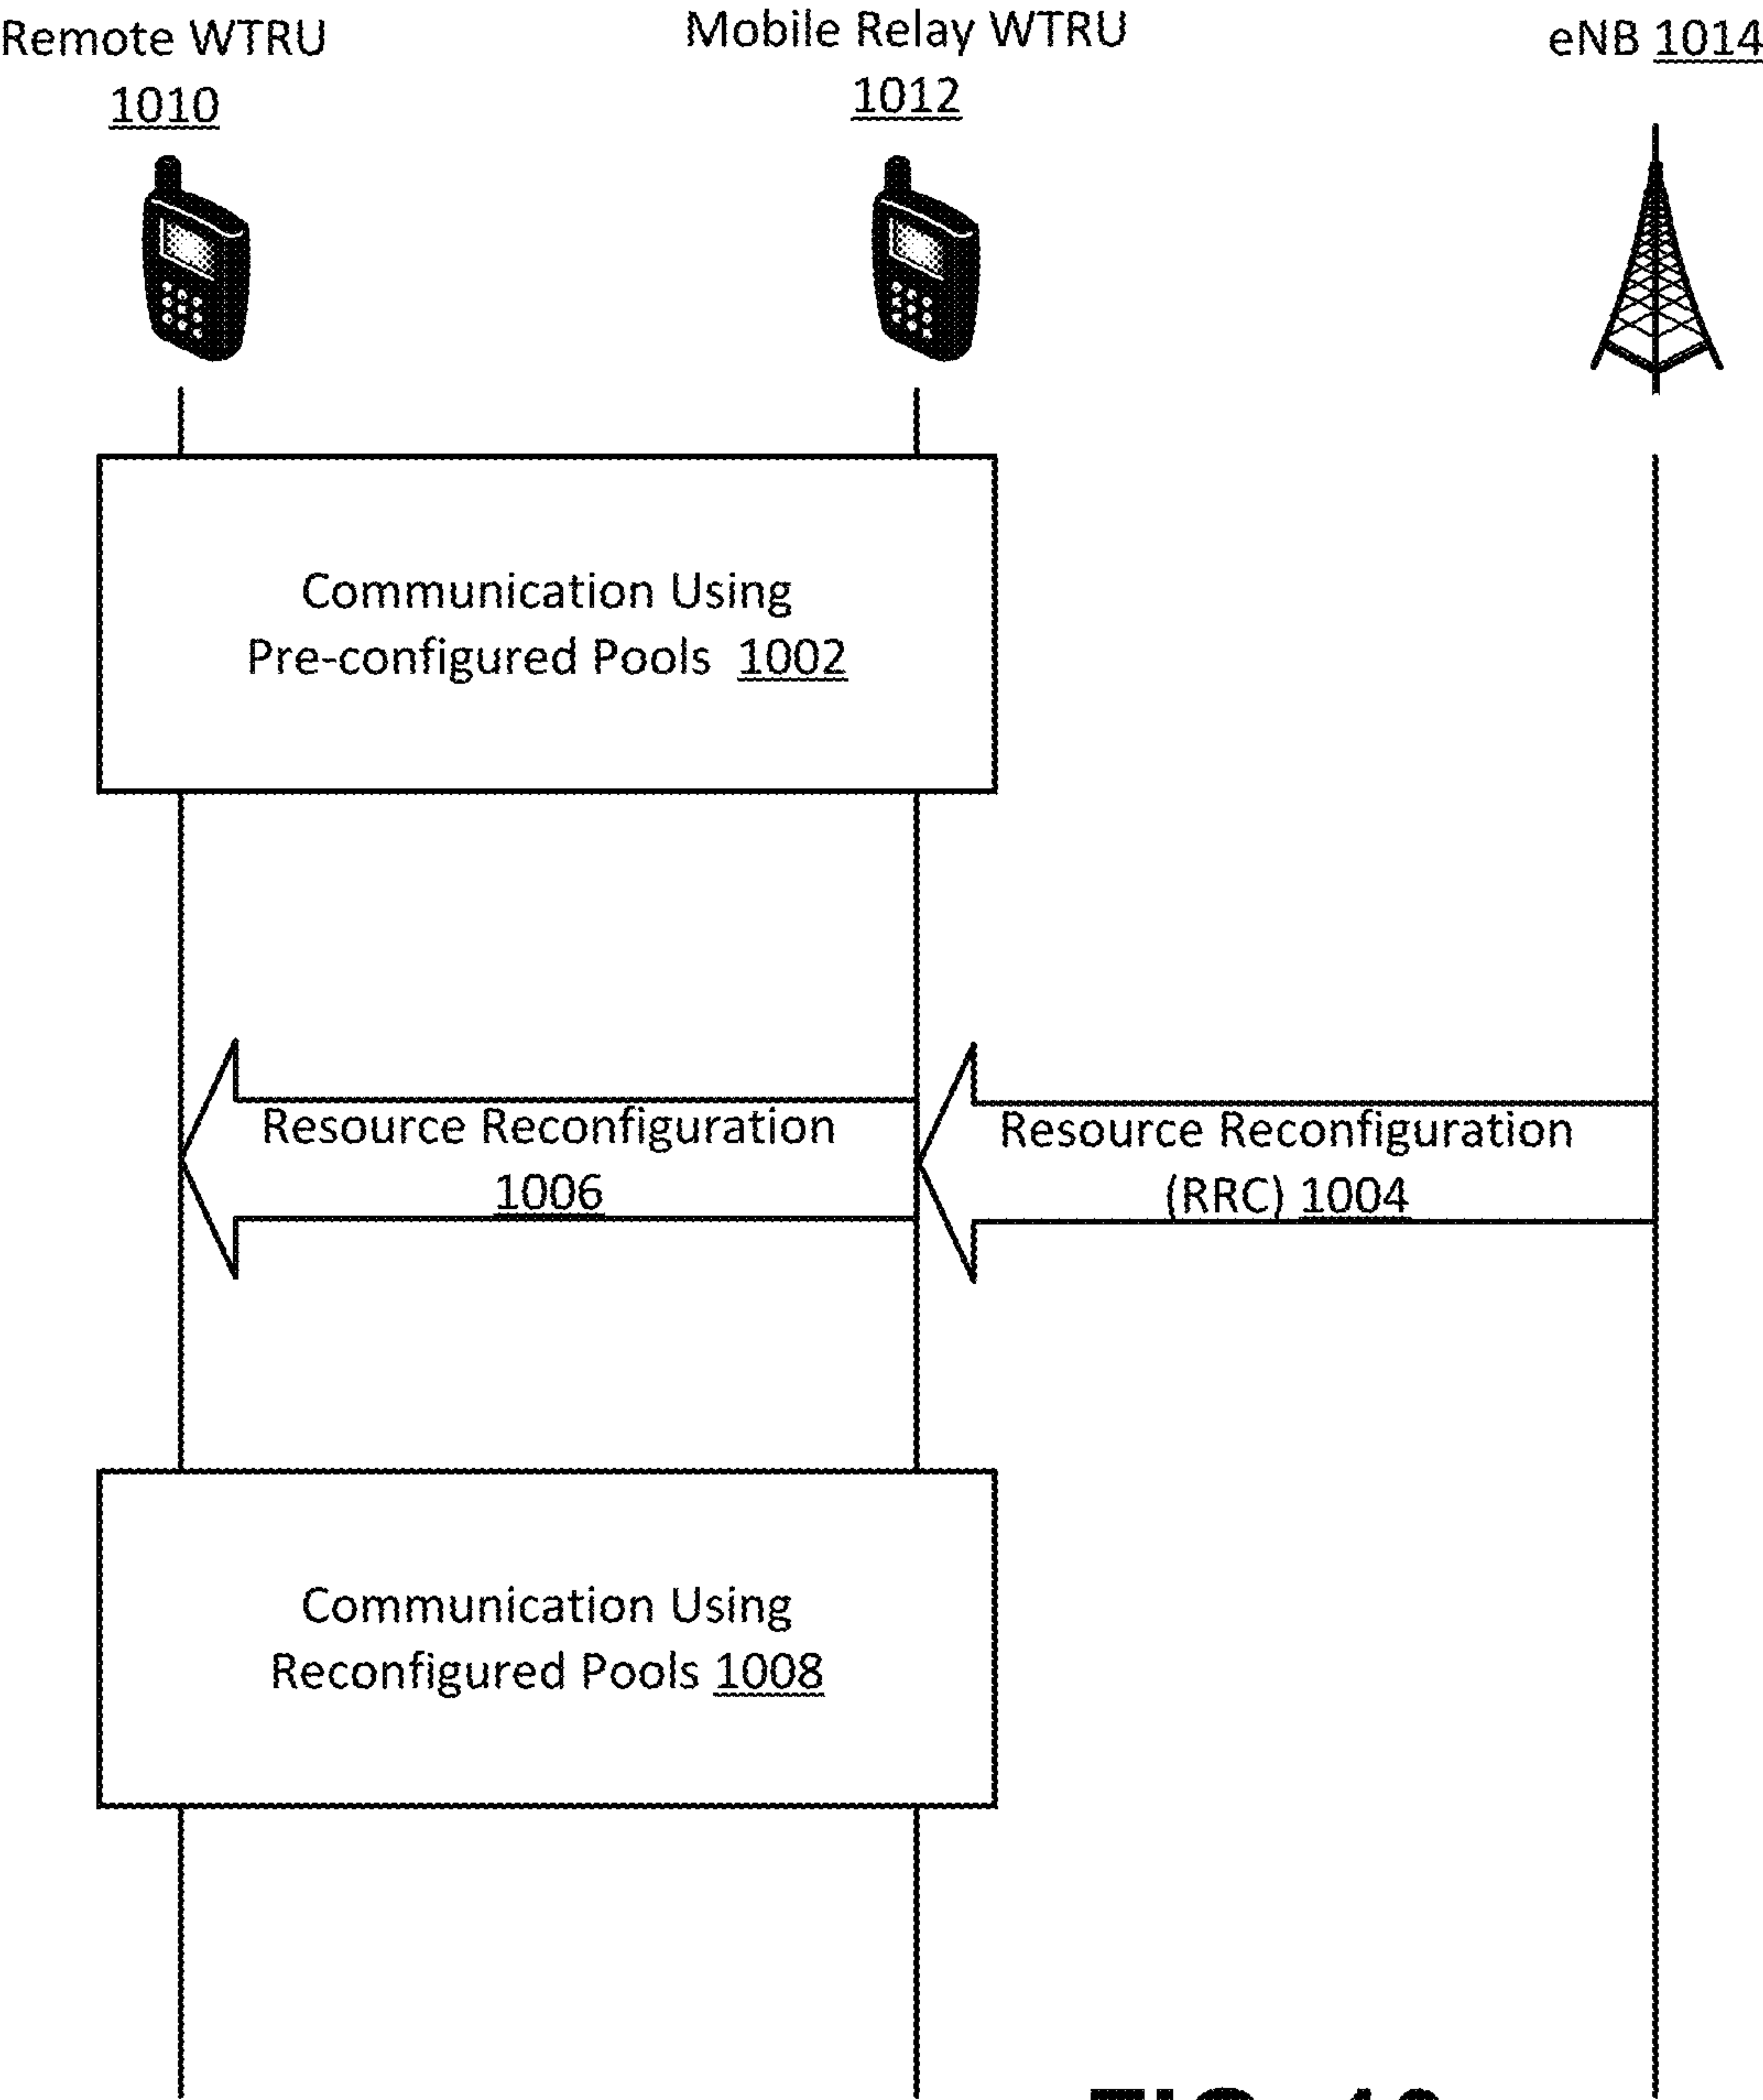 Remote WTRU
1010
Mobile Relay WTRU
1012
eNB 1014
Communication Using
Pre-configured Pools 1002
Resource Reconfiguration
1006
Resource Reconfiguration
(RRC) 1004
Communication Using
Reconfigured Pools 1008